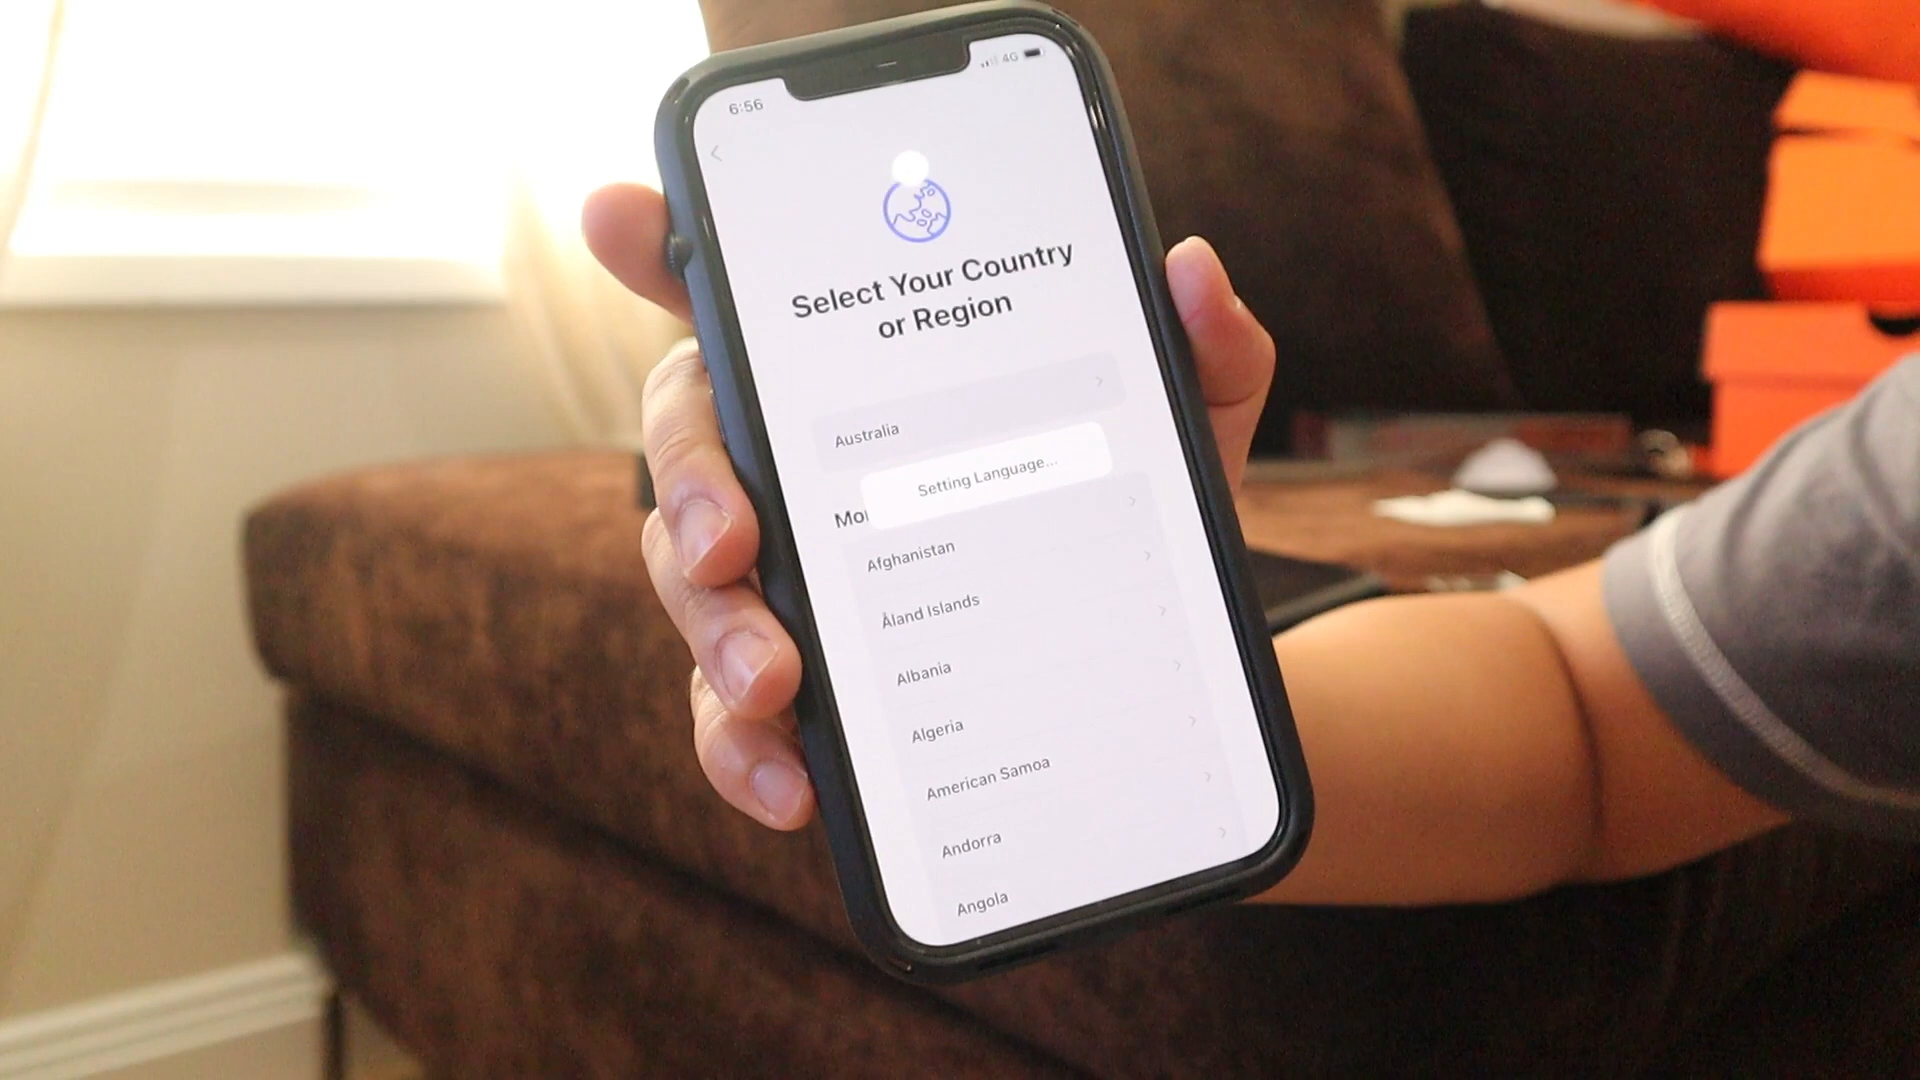 6:56
4G
Select Your Country
or Region
Australia
Setting Language...
Afghanistan
Åland Islands
Albania
Algeria
American Samoa
Andorra
Angola